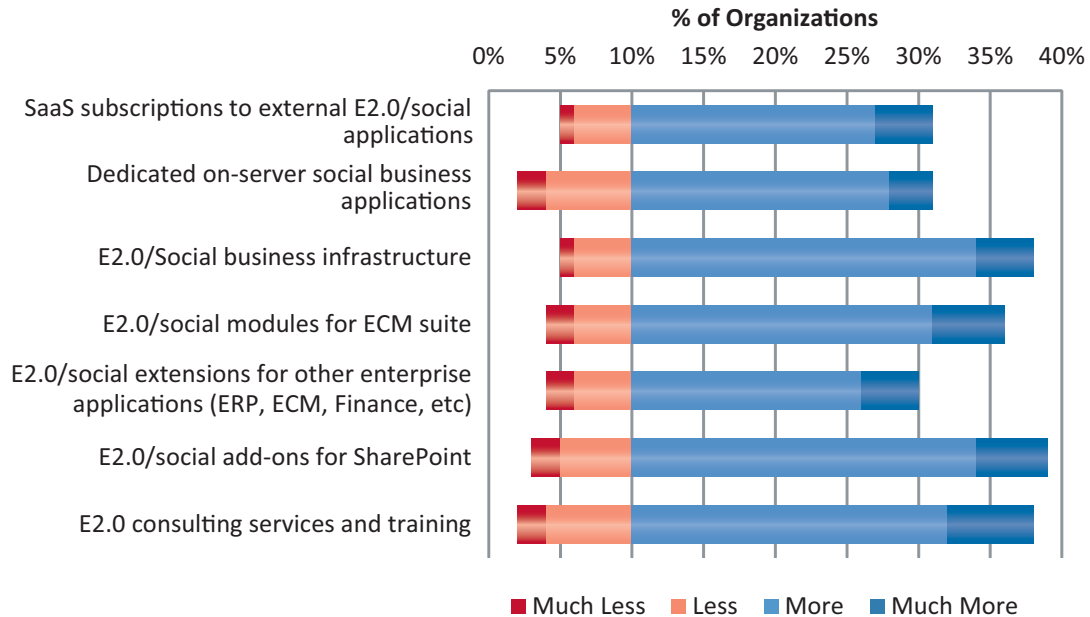 % of Organizations
0% 5% 10% 15% 20% 25% 30% 35% 40%
SaaS subscriptions to external E2.0/social
applications
Dedicated on-server social business
applications
E2.0/Social business infrastructure
E2.0/social modules for ECM suite
E2.0/social extensions for other enterprise
applications (ERP, ECM, Finance, etc)
E2.0/social add-ons for SharePoint
E2.0 consulting services and training
Much Less Less More Much More